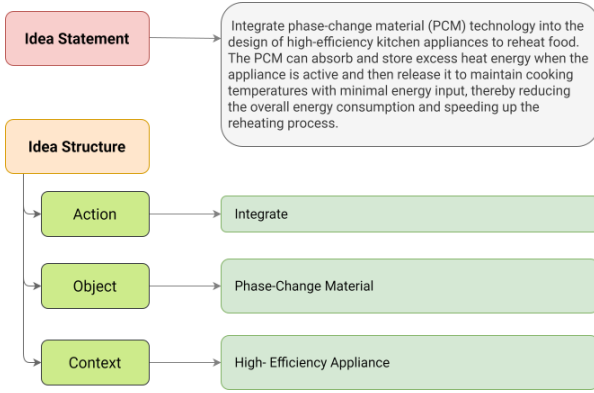 Idea Statement
Integrate phase-change material (PCM) technology into the
design of high-efficiency kitchen appliances to reheat food.
The PCM can absorb and store excess heat energy when the
appliance is active and then release it to maintain cooking
temperatures with minimal energy input, thereby reducing
the overall energy consumption and speeding up the
reheating process.
Idea Structure
Action
Integrate
Object
Phase-Change Material
Context
High- Efficiency Appliance